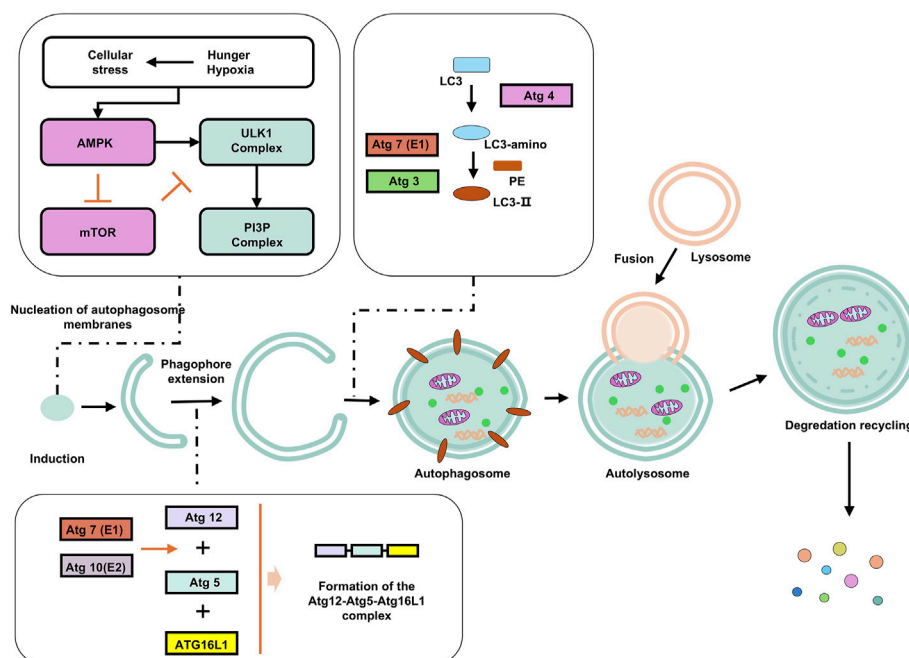 Cellular
stress
Hunger
Hypoxia
AMPK
ULK1
Complex
mTOR
PI3P
Complex
LC3
Atg 4
Atg 7 (E1)
LC3-amino
Atg 3
PE
LC3-II
Fusion
Lysosome
Nucleation of autophagosome
membranes
Phagophore
extension
Induction
Autophagosome
Autolysosome
Degredation recycling
Atg 7 (E1)
Atg 10(E2)
Atg 12
+
Atg 5
+
ATG16L1
Formation of the
Atg12-Atg5-Atg16L1
complex